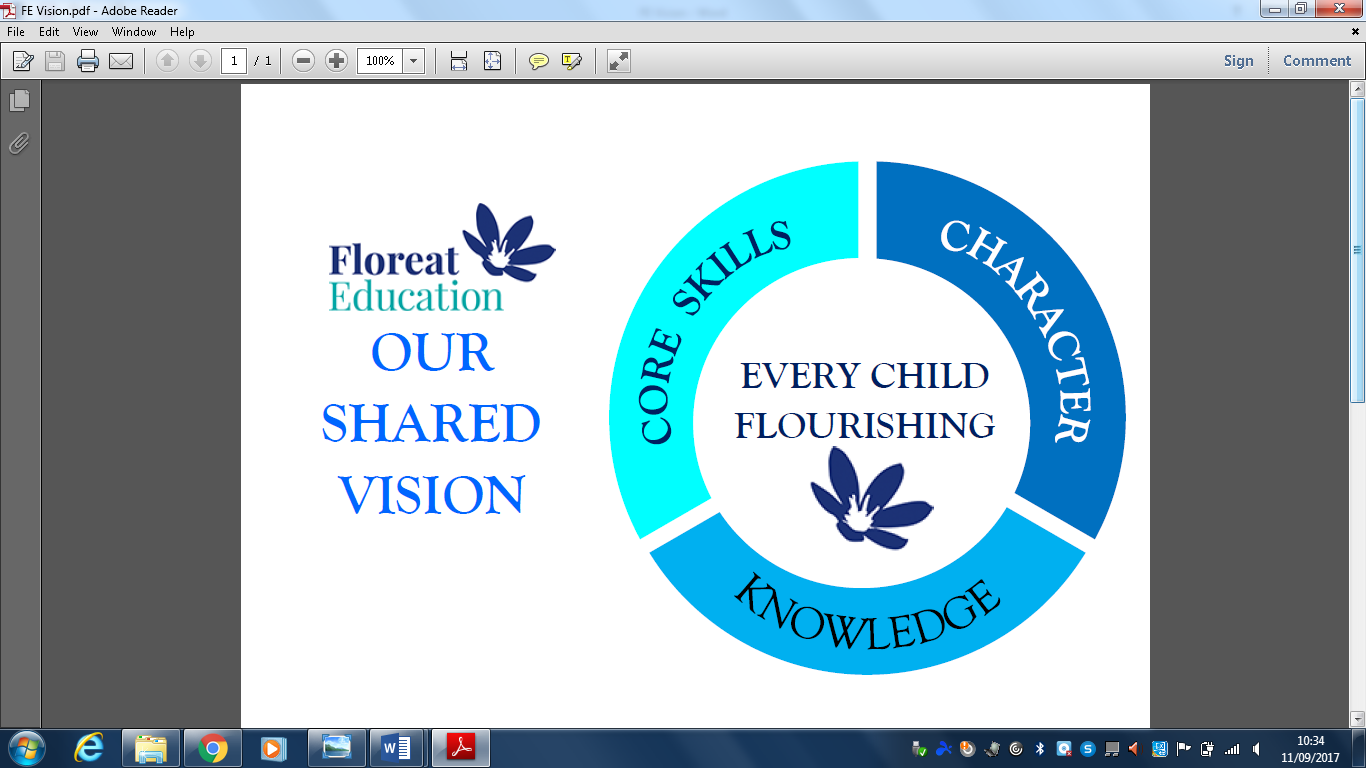 FE Vision.pdf - Adobe Reader
File Edit View Window Help
1 / 1 100% Sign Comment
Floreat
Education
OUR
SHARED
VISION
CORE SKILLS
CHARACTER
EVERY CHILD
FLOURISHING
KNOWLEDGE
10:34
11/09/2017